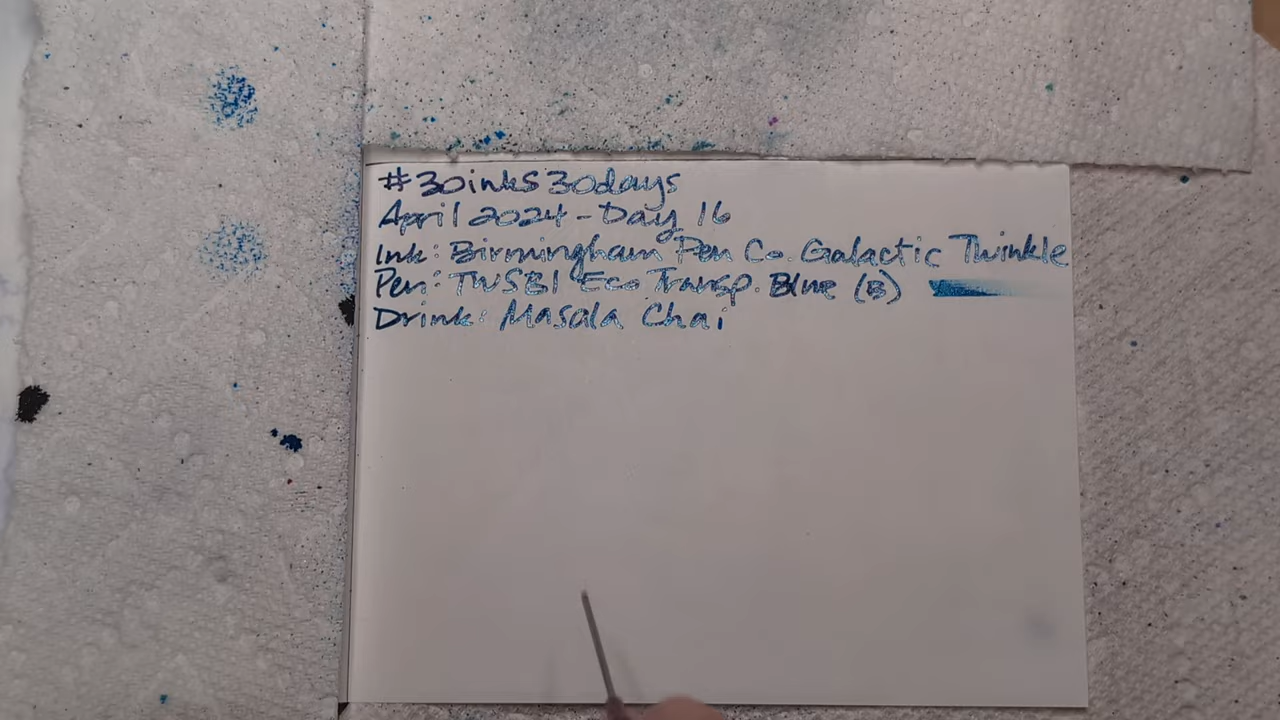 #30inks30days
April 2024 - Day 16
Ink: Birmingham Pen Co. Galactic Twinkle
Pen: TWSBI Eco Transp. Blue (B)
Drink: Masala Chai